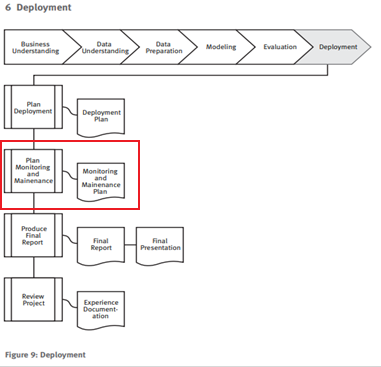 6 Deployment
Business
Understanding
Data
Understanding
Data
Preparation
Modeling
Evaluation
Deployment
Plan
Deployment
Deployment
Plan
Plan
Monitoring
and
Mainenance
Monitoring
and
Mainenance
Plan
Produce
Final
Report
Final
Report
Final
Presentation
Review
Project
Experience
Document-
ation
Figure 9: Deployment